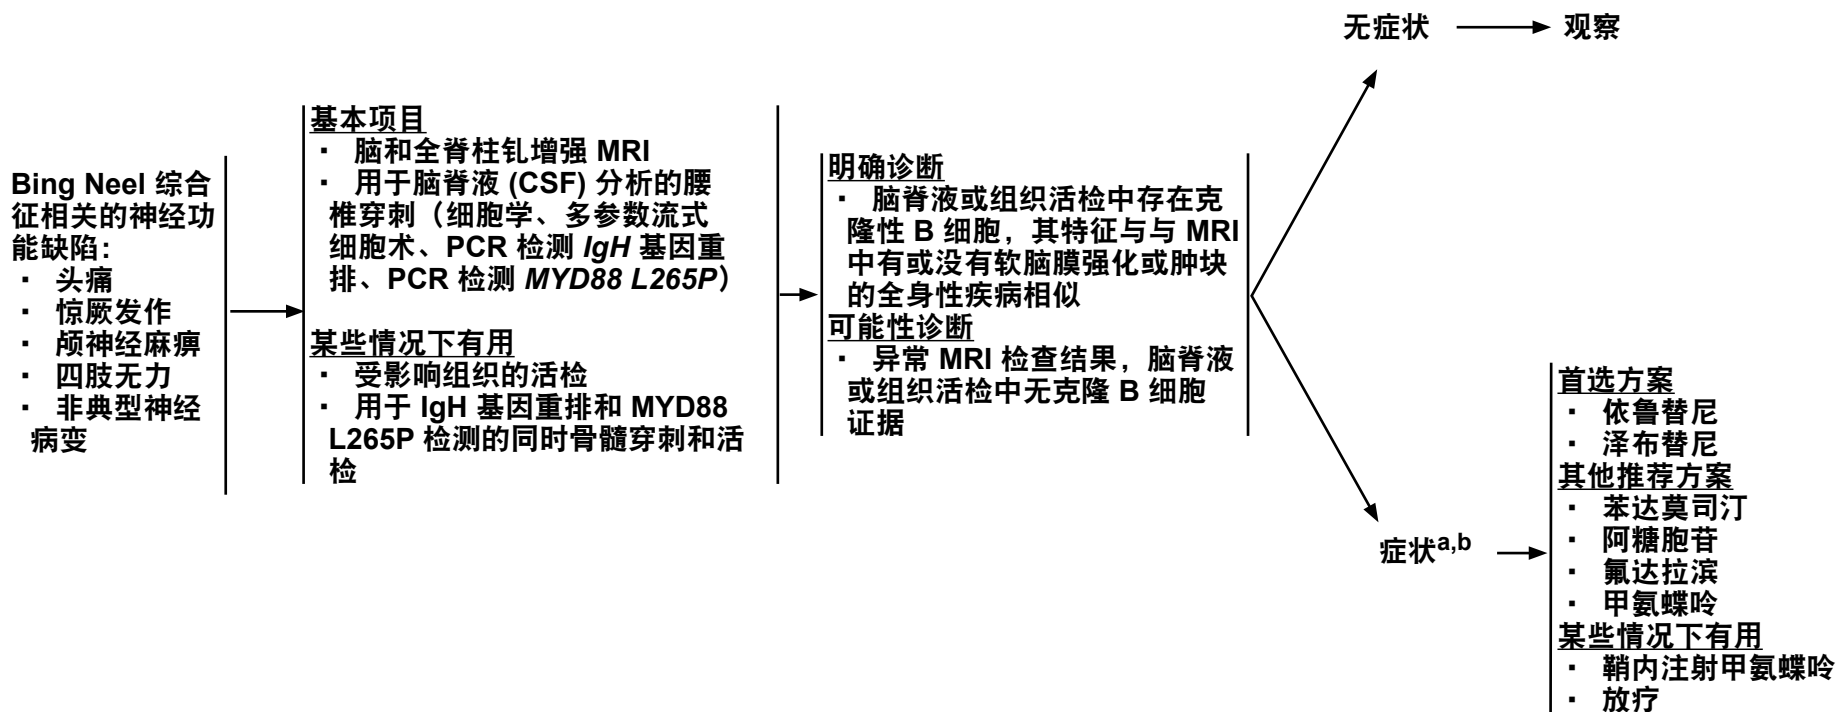 Bing Neel 综合
征相关的神经功
能缺陷：
▪ 头痛
▪ 惊厥发作
▪ 颅神经麻痹
▪ 四肢无力
▪ 非典型神经
病变
基本项目
▪ 脑和全脊柱钆增强 MRI
▪ 用于脑脊液 (CSF) 分析的腰
椎穿刺（细胞学、多参数流式
细胞术、PCR 检测 IgH 基因重
排、PCR 检测 MYD88 L265P）
某些情况下有用
▪ 受影响组织的活检
▪ 用于 IgH 基因重排和 MYD88
L265P 检测的同时骨髓穿刺和活
检
明确诊断
▪ 脑脊液或组织活检中存在克
隆性 B 细胞，其特征与与 MRI
中有或没有软脑膜强化或肿块
的全身性疾病相似
可能性诊断
▪ 异常 MRI 检查结果，脑脊液
或组织活检中无克隆 B 细胞
证据
无症状
观察
症状a,b
首选方案
▪ 依鲁替尼
▪ 泽布替尼
其他推荐方案
▪ 苯达莫司汀
▪ 阿糖胞苷
▪ 氟达拉滨
▪ 甲氨蝶呤
某些情况下有用
▪ 鞘内注射甲氨蝶呤
▪ 放疗